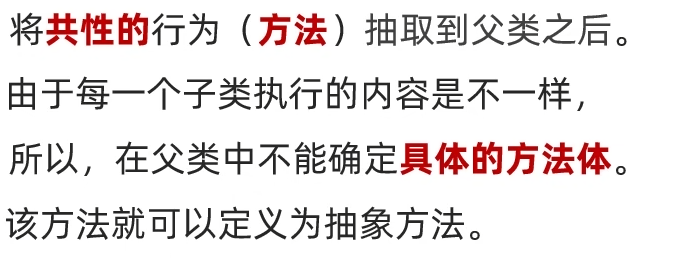 将共性的行为（方法）抽取到父类之后。
由于每一个子类执行的内容是不一样，
所以，在父类中不能确定具体的方法体。
该方法就可以定义为抽象方法。